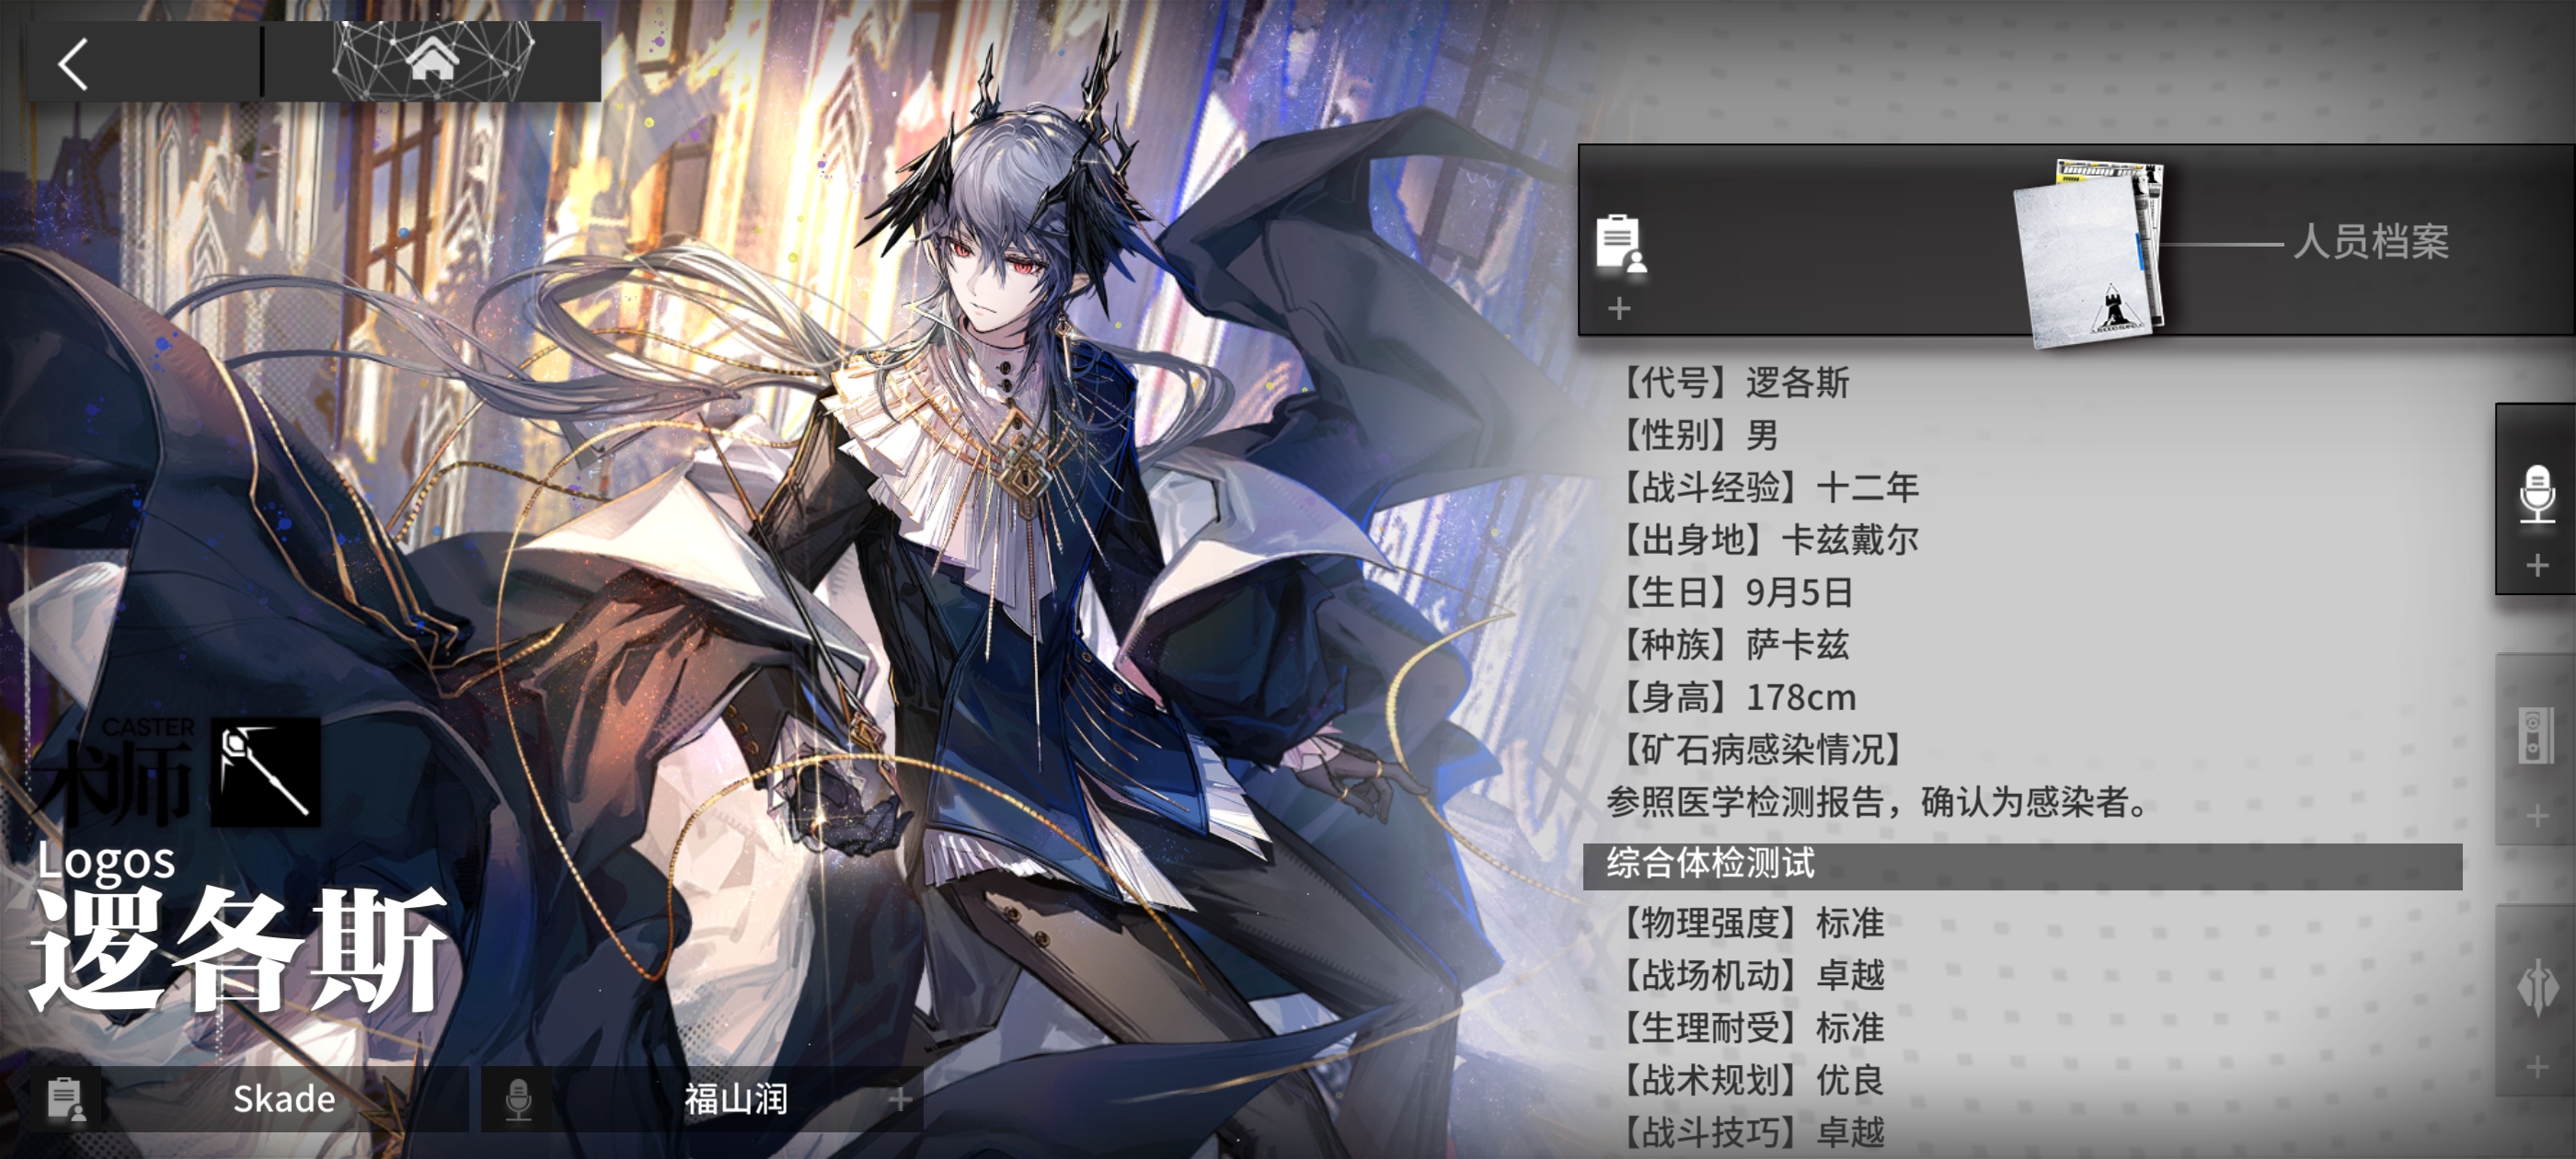 人员档案
【代号】逻各斯
【性别】男
【战斗经验】十二年
【出身地】卡兹戴尔
【生日】9月5日
【种族】萨卡兹
【身高】178cm
【矿石病感染情况】
参照医学检测报告，确认为感染者。
综合体检测试
【物理强度】标准
【战场机动】卓越
【生理耐受】标准
【战术规划】优良
【战斗技巧】卓越
CASTER
术师
Logos
逻各斯
Skade
福山润